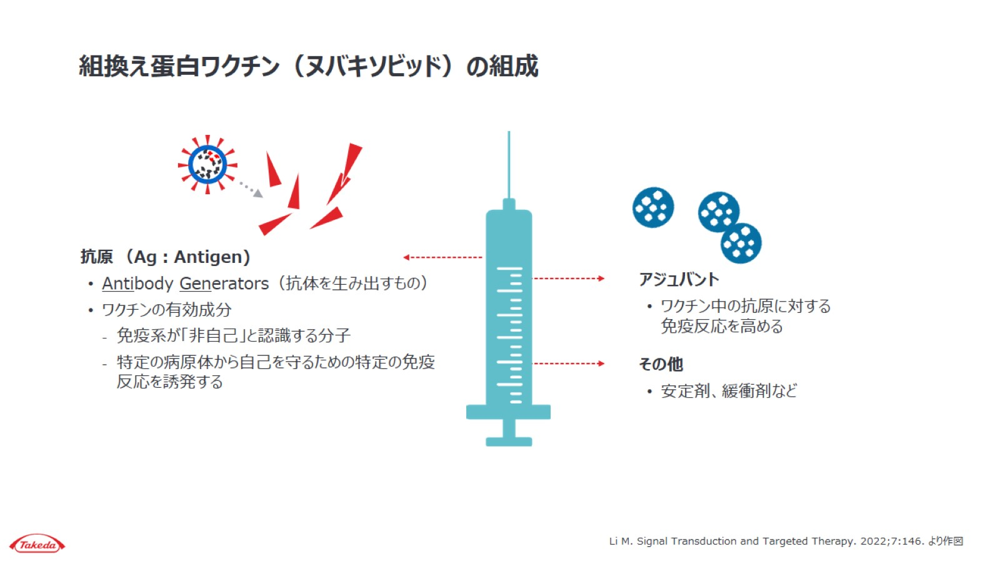 組換え蛋白ワクチン（ヌバキソビッド）の組成
抗原 （Ag：Antigen)
• Antibody Generators（抗体を生み出すもの）
• ワクチンの有効成分
- 免疫系が｢非自己｣と認識する分子
- 特定の病原体から自己を守るための特定の免疫
反応を誘発する
アジュバント
• ワクチン中の抗原に対する
免疫反応を高める
その他
• 安定剤、緩衝剤など
Takeda
Li M. Signal Transduction and Targeted Therapy. 2022;7:146. より作図